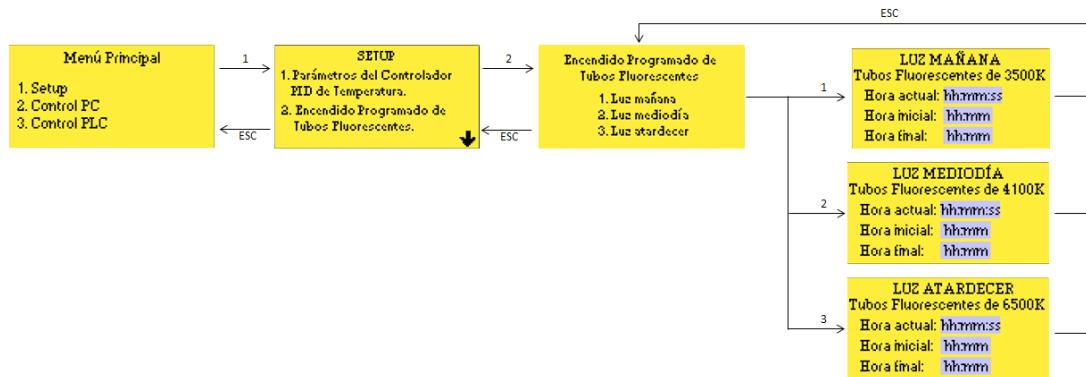 ESC
Menú Principal
1. Setup
2. Control PC
3. Control PLC
1
ESC
SETUP
1. Parámetros del Controlador
PID de Temperatura.
2. Encendido Programado de
Tubos Fluorescentes.
2
ESC
Encendido Programado de
Tubos Fluorescentes
1. Luz mañana
2. Luz mediodía
3. Luz atardecer
1
LUZ MAÑANA
Tubos Fluorescentes de 3500K
Hora actual: hh:mm:ss
Hora inicial: hh:mm
Hora final: hh:mm
2
LUZ MEDIODÍA
Tubos Fluorescentes de 4100K
Hora actual: hh:mm:ss
Hora inicial: hh:mm
Hora final: hh:mm
3
LUZ ATARDECER
Tubos Fluorescentes de 6500K
Hora actual: hh:mm:ss
Hora inicial: hh:mm
Hora final: hh:mm